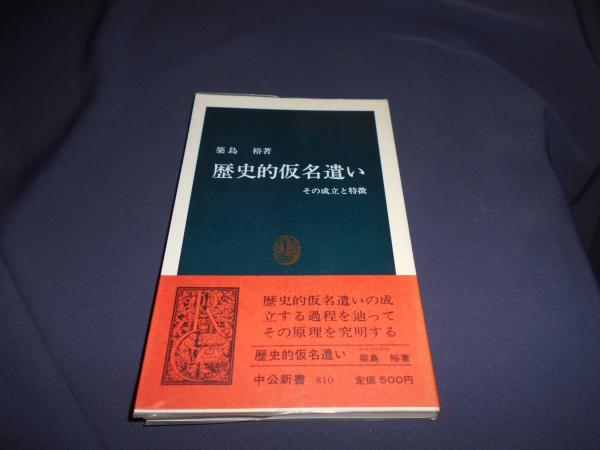 築島 裕著
歴史的仮名遣い
その成立と特徴
歴史的仮名遣いの成
立する過程を辿って
その原理を究明する
歴史的仮名遣い
築島 裕著
中公新書 810 定価 500円